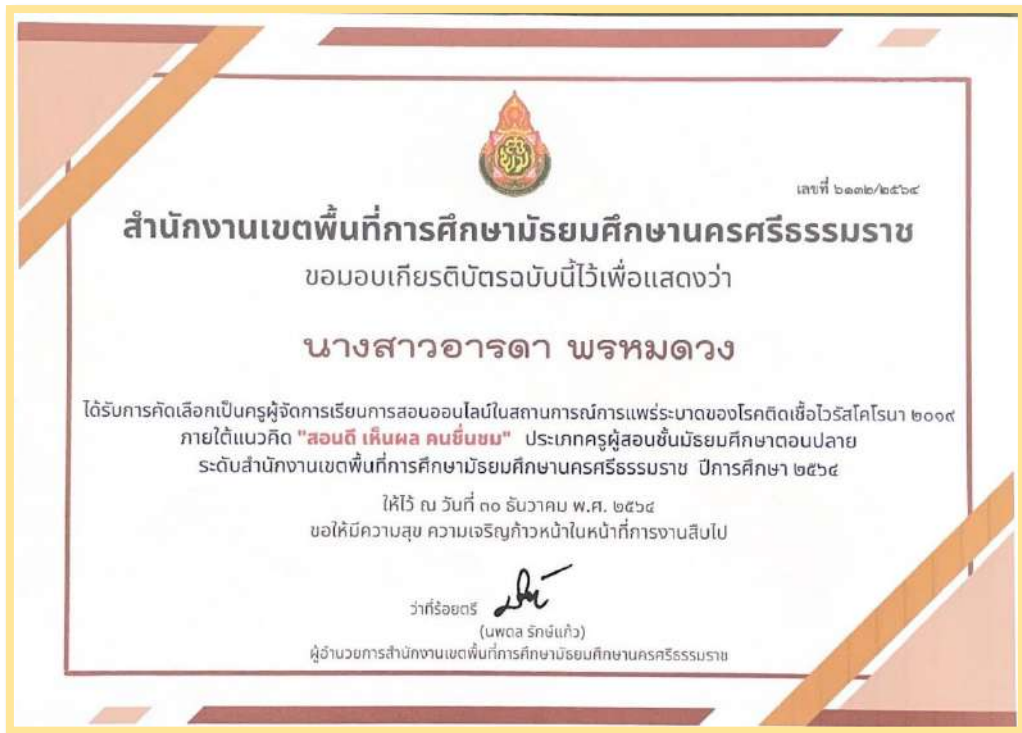 เลขที่ ๖๑๓๒/๒๕๖๔
สำนักงานเขตพื้นที่การศึกษามัธยมศึกษานครศรีธรรมราช
ขอมอบเกียรติบัตรฉบับนี้ไว้เพื่อแสดงว่า
นางสาวอารดา พรหมดวง
ได้รับการคัดเลือกเป็นครูผู้จัดการเรียนการสอนออนไลน์ในสถานการณ์การแพร่ระบาดของโรคติดเชื้อไวรัสโคโรนา ๒๐๑๙
ภายใต้แนวคิด "สอนดี เห็นผล คนชื่นชม" ประเภทครูผู้สอนชั้นมัธยมศึกษาตอนปลาย
ระดับสำนักงานเขตพื้นที่การศึกษามัธยมศึกษานครศรีธรรมราช ปีการศึกษา ๒๕๖๔
ให้ไว้ ณ วันที่ ๓๐ ธันวาคม พ.ศ. ๒๕๖๔
ขอให้มีความสุข ความเจริญก้าวหน้าในหน้าที่การงานสืบไป
ว่าที่ร้อยตรี
(นพดล รักษ์แก้ว)
ผู้อำนวยการสำนักงานเขตพื้นที่การศึกษามัธยมศึกษานครศรีธรรมราช